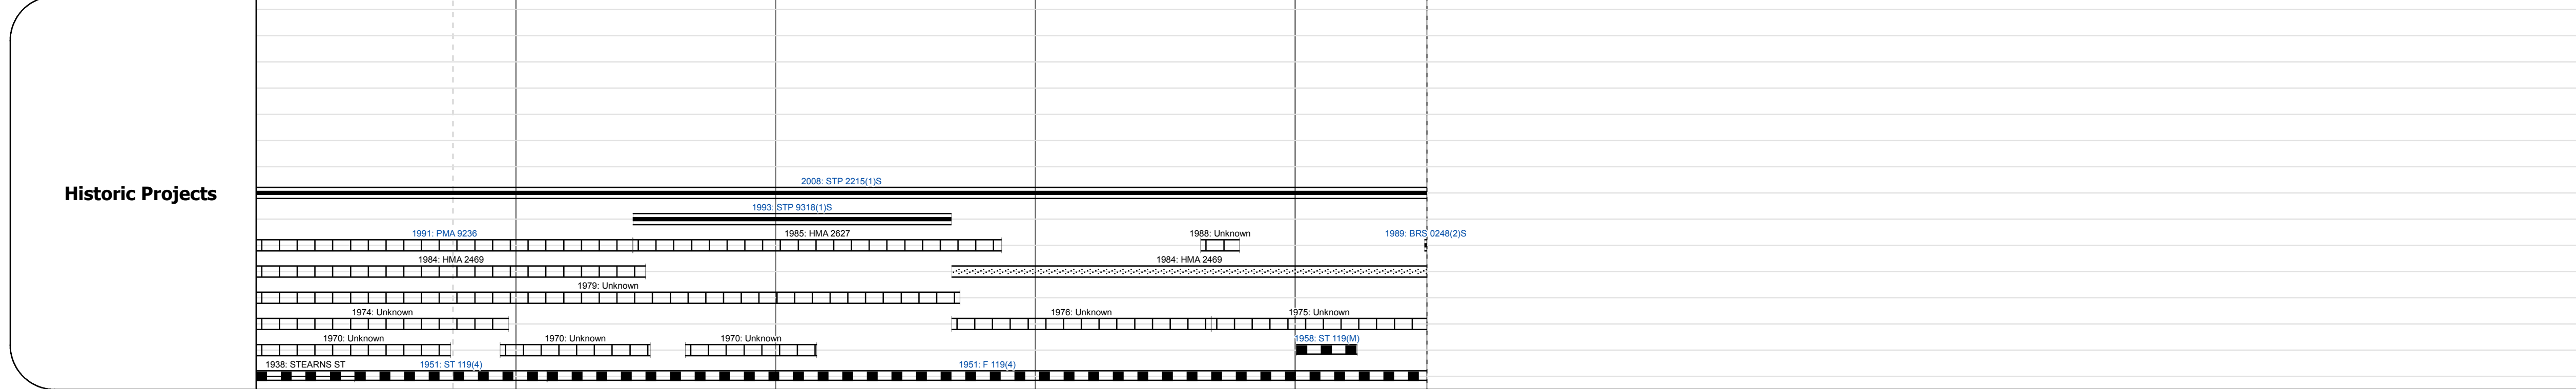 2008: STP 2215(1)S
Historic Projects
1993: STP 9318(1)S
1991: PMA 9236
1985: HMA 2627
1988: Unknown
1989: BRS 0248(2)S
1984: HMA 2469
1984: HMA 2469
1979: Unknown
1974: Unknown
1976: Unknown
1975: Unknown
1970: Unknown
1970: Unknown
1970: Unknown
1958: ST 119(M)
1938: STEARNS ST
1951: ST 119(4)
1951: F 119(4)